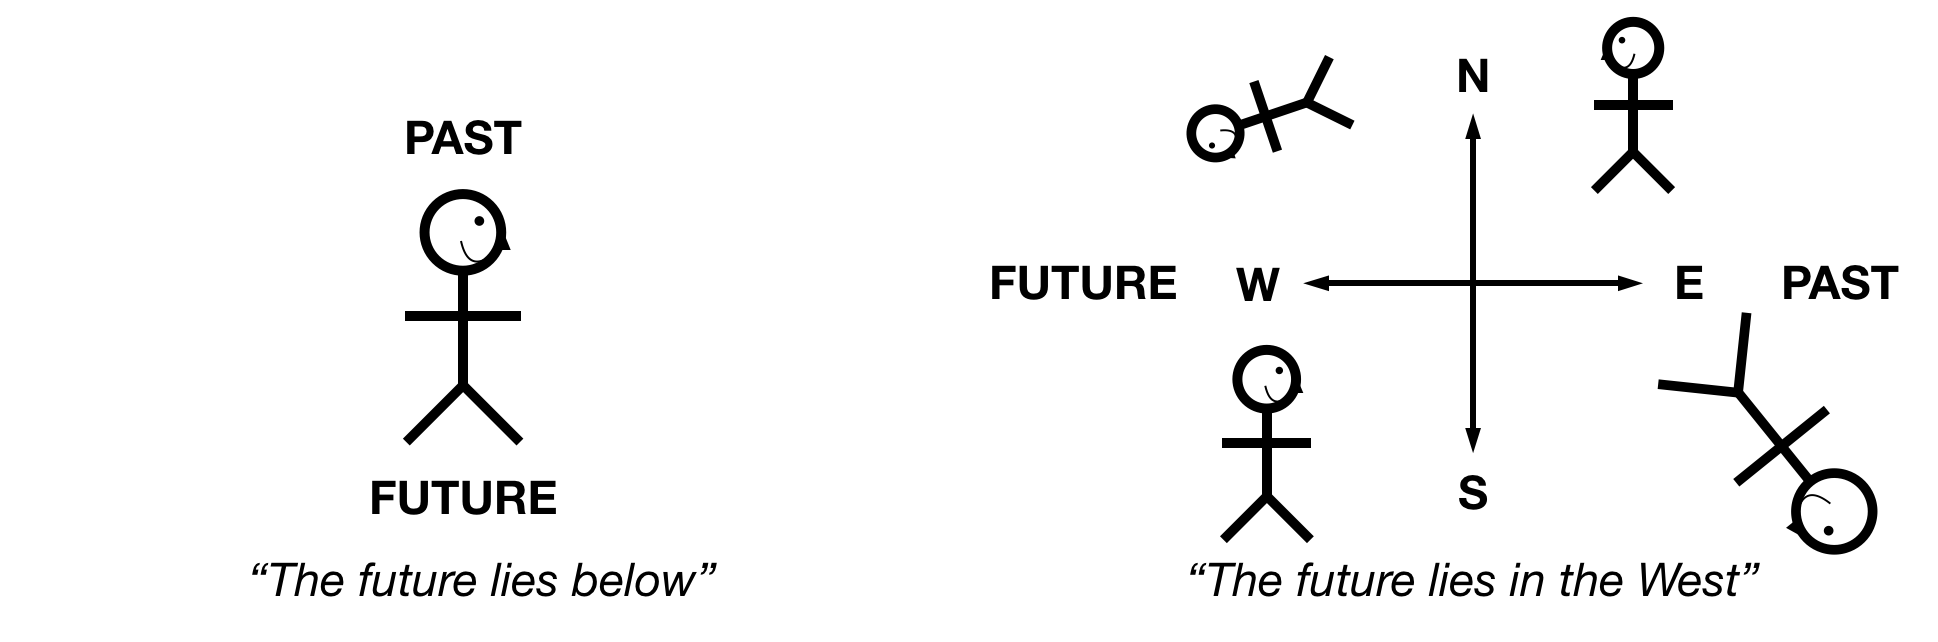 PAST
FUTURE
“The future lies below”
N
FUTURE W E PAST
S
“The future lies in the West”